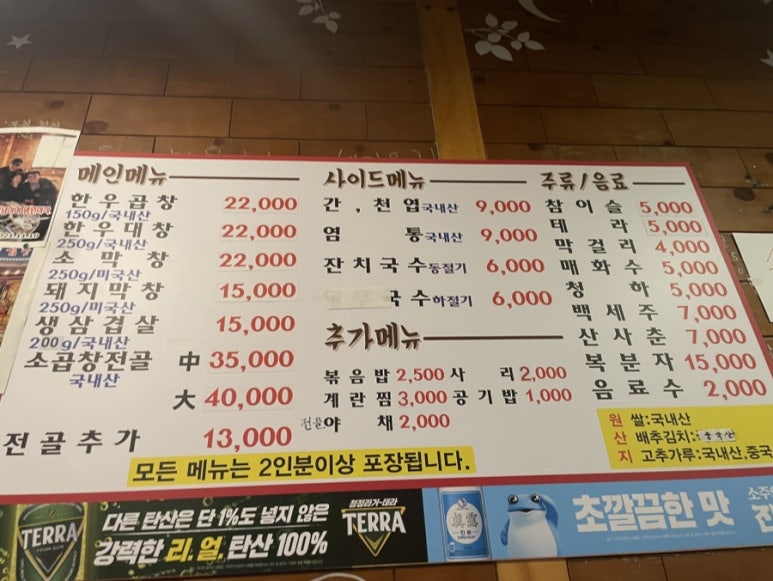 메인메뉴
한우곱창 22,000
150g/국내산
한우대창 22,000
250g/국내산
소막창 22,000
250g/미국산
돼지막창 15,000
250g/미국산
생삼겹살 15,000
200g/국내산
소곱창전골 中 35,000
국내산
大 40,000
전골추가 13,000
사이드메뉴
간, 천엽국내산 9,000
염통국내산 9,000
잔치국수동절기 6,000
국수하절기 6,000
추가메뉴
볶음밥 2,500 사리 2,000
계란찜 3,000 공기밥 1,000
전골야채 2,000
주류/음료
참이슬 5,000
테라 5,000
막걸리 4,000
매화수 5,000
청하 5,000
백세주 7,000
산사춘 7,000
복분자 15,000
음료수 2,000
원산지
쌀:국내산
배추김치:
고추가루:국내산,중국
모든 메뉴는 2인분이상 포장됩니다.
TERRA
다른 탄산은 단 1%도 넣지 않은
강력한 리.얼.탄산 100%
청정라거-테라
TERRA
초깔끔한 맛
소주